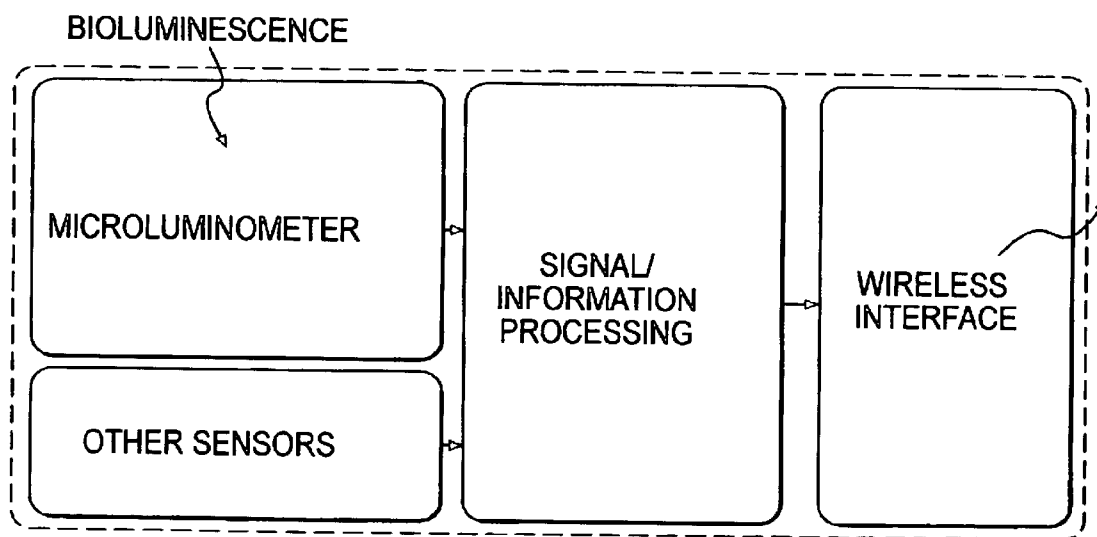 BIOLUMINESCENCE
MICROLUMINOMETER
OTHER SENSORS
SIGNAL/
INFORMATION
PROCESSING
WIRELESS
INTERFACE